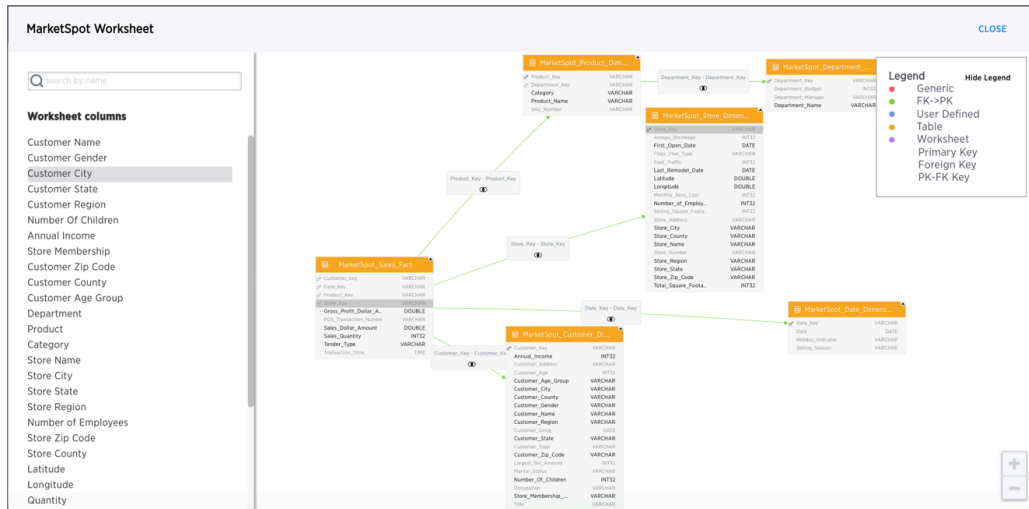 MarketSpot Worksheet
CLOSE
search by name
Worksheet columns
Customer Name
Customer Gender
Customer City
Customer State
Customer Region
Number Of Children
Annual Income
Store Membership
Customer Zip Code
Customer County
Customer Age Group
Department
Product
Category
Store Name
Store City
Store State
Store Region
Number of Employees
Store Zip Code
Store County
Latitude
Longitude
Quantity
MarketSpot_Product_Dim...
Product_Key VARCHAR
Department_Key VARCHAR
Category VARCHAR
Product_Name VARCHAR
SKU_Number VARCHAR
Department_Key - Department_Key
MarketSpot_Department_...
Department_Key VARCHAR
Department_Budget INT32
Department_Manager VARCHAR
Department_Name VARCHAR
Legend
Hide Legend
Generic
FK->PK
User Defined
Table
Worksheet
Primary Key
Foreign Key
PK-FK Key
MarketSpot_Store_Dimen...
Store_Key VARCHAR
Annual_Shrinkage INT32
First_Open_Date DATE
Floor_Plan_Type VARCHAR
Foot_Traffic INT32
Last_Remodel_Date DATE
Latitude DOUBLE
Longitude DOUBLE
Monthly_Rent_Cost INT32
Number_of_Employ... INT32
Selling_Square_Foota... INT32
Store_Address VARCHAR
Store_City VARCHAR
Store_County VARCHAR
Store_Name VARCHAR
Store_Number VARCHAR
Store_Region VARCHAR
Store_State VARCHAR
Store_Zip_Code VARCHAR
Total_Square_Foota... INT32
Product_Key - Product_Key
Store_Key - Store_Key
MarketSpot_Sales_Fact
Customer_Key VARCHAR
Date_Key VARCHAR
Product_Key VARCHAR
Store_Key VARCHAR
Gross_Profit_Dollar_A... DOUBLE
POS_Transaction_Numbe VARCHAR
Sales_Dollar_Amount DOUBLE
Sales_Quantity INT32
Tender_Type VARCHAR
Transaction_Time TIME
Date_Key - Date_Key
MarketSpot_Date_Dimens...
Date_Key VARCHAR
Date DATE
Holiday_Indicator VARCHAR
Selling_Season VARCHAR
Customer_Key - Customer_Ke
MarketSpot_Customer_Di...
Customer_Key VARCHAR
Annual_Income INT32
Customer_Address VARCHAR
Customer_Age INT32
Customer_Age_Group VARCHAR
Customer_City VARCHAR
Customer_County VARCHAR
Customer_Gender VARCHAR
Customer_Name VARCHAR
Customer_Region VARCHAR
Customer_Since DATE
Customer_State VARCHAR
Customer_Type VARCHAR
Customer_Zip_Code VARCHAR
Largest_Bill_Amount INT32
Marital_Status VARCHAR
Number_Of_Children INT32
Occupation VARCHAR
Store_Membership_... VARCHAR
Title VARCHAR